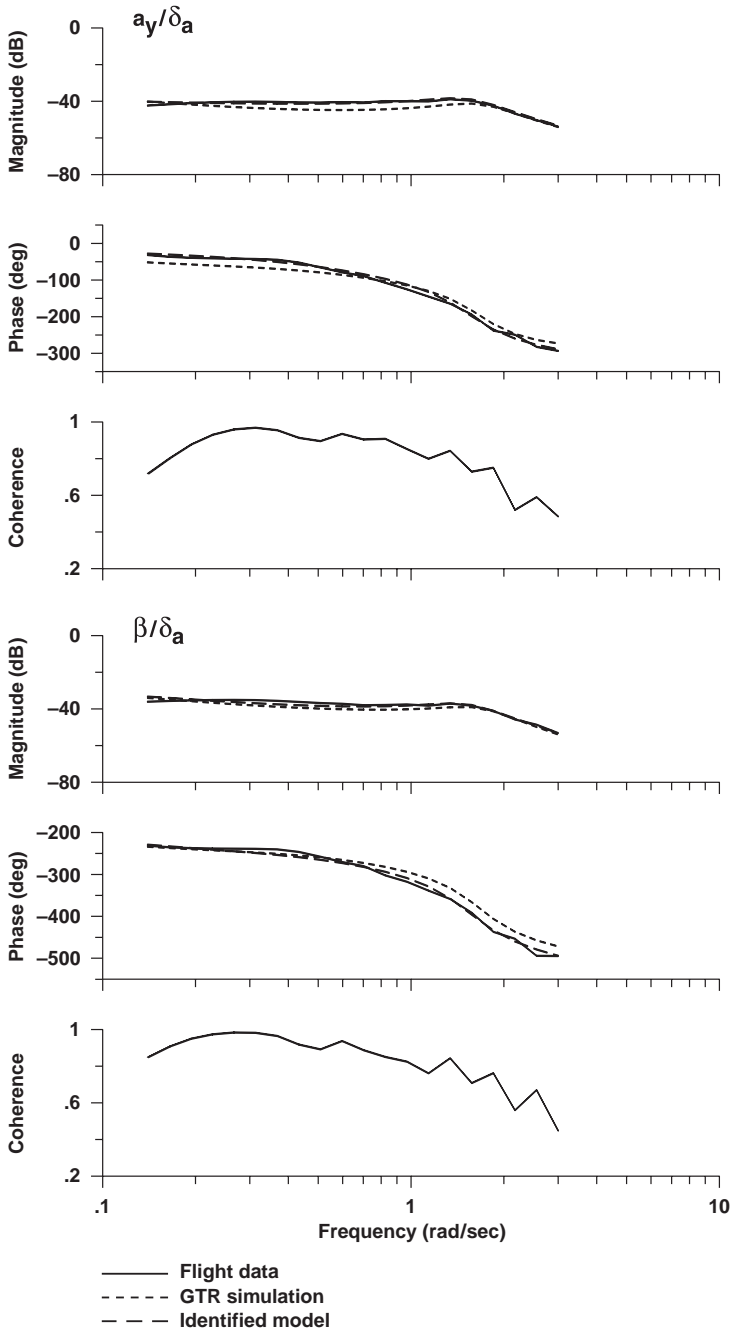 a_y/δ_a
Magnitude (dB)
0
–40
–80
Phase (deg)
0
–100
–200
–300
Coherence
1
.6
.2
β/δ_a
Magnitude (dB)
0
–40
–80
Phase (deg)
–200
–300
–400
–500
Coherence
1
.6
.2
.1 1 10
Frequency (rad/sec)
Flight data
GTR simulation
Identified model